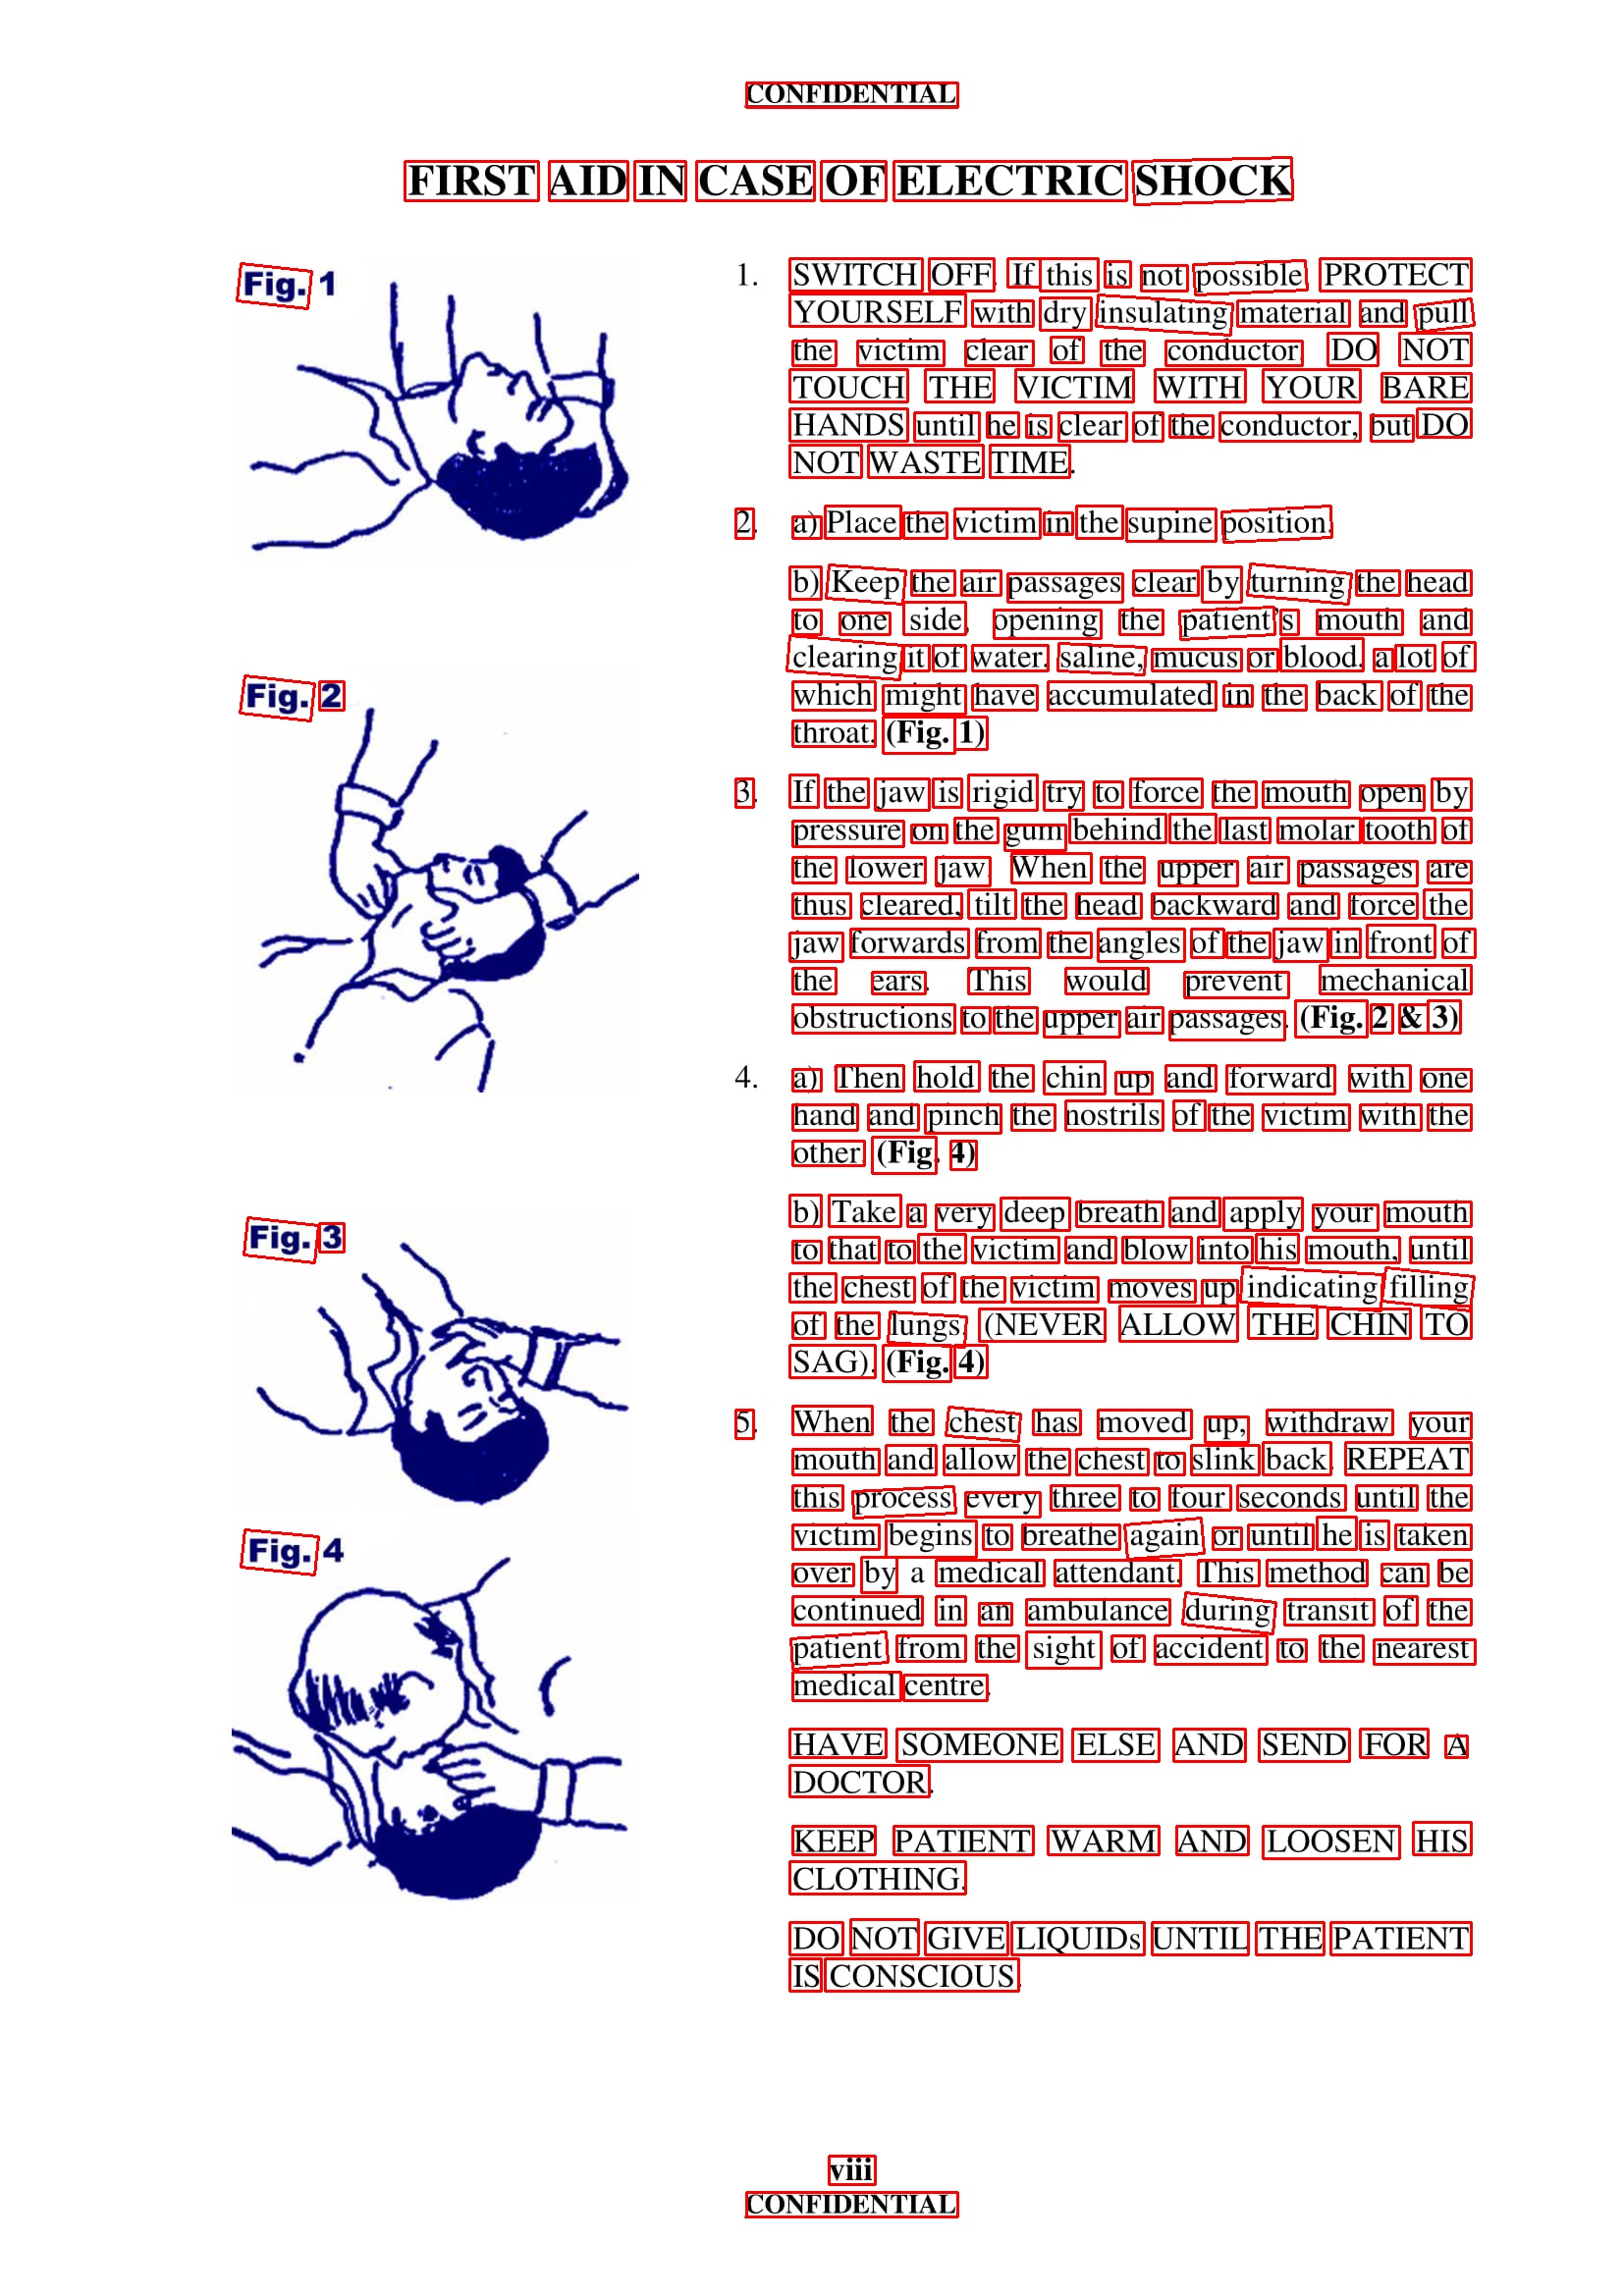 CONFIDENTIAL
FIRST AID IN CASE OF ELECTRIC SHOCK
Fig. 1
1. SWITCH OFF. If this is not possible PROTECT
YOURSELF with dry insulating material and pull
the victim clear of the conductor. DO NOT
TOUCH THE VICTIM WITH YOUR BARE
HANDS until he is clear of the conductor, but DO
NOT WASTE TIME.
2. a) Place the victim in the supine position.
b) Keep the air passages clear by turning the head
to one side, opening the patient's mouth and
clearing it of water, saline, mucus or blood, a lot of
which might have accumulated in the back of the
throat. (Fig. 1)
Fig. 2
3. If the jaw is rigid try to force the mouth open by
pressure on the gum behind the last molar tooth of
the lower jaw. When the upper air passages are
thus cleared, tilt the head backward and force the
jaw forwards from the angles of the jaw in front of
the ears. This would prevent mechanical
obstructions to the upper air passages. (Fig. 2 & 3)
4. a) Then hold the chin up and forward with one
hand and pinch the nostrils of the victim with the
other. (Fig. 4)
b) Take a very deep breath and apply your mouth
to that to the victim and blow into his mouth, until
the chest of the victim moves up indicating filling
of the lungs. (NEVER ALLOW THE CHIN TO
SAG). (Fig. 4)
Fig. 3
5. When the chest has moved up, withdraw your
mouth and allow the chest to slink back. REPEAT
this process every three to four seconds until the
victim begins to breathe again or until he is taken
over by a medical attendant. This method can be
continued in an ambulance during transit of the
patient from the sight of accident to the nearest
medical centre.
Fig. 4
HAVE SOMEONE ELSE AND SEND FOR A
DOCTOR.
KEEP PATIENT WARM AND LOOSEN HIS
CLOTHING.
DO NOT GIVE LIQUIDs UNTIL THE PATIENT
IS CONSCIOUS.
viii
CONFIDENTIAL